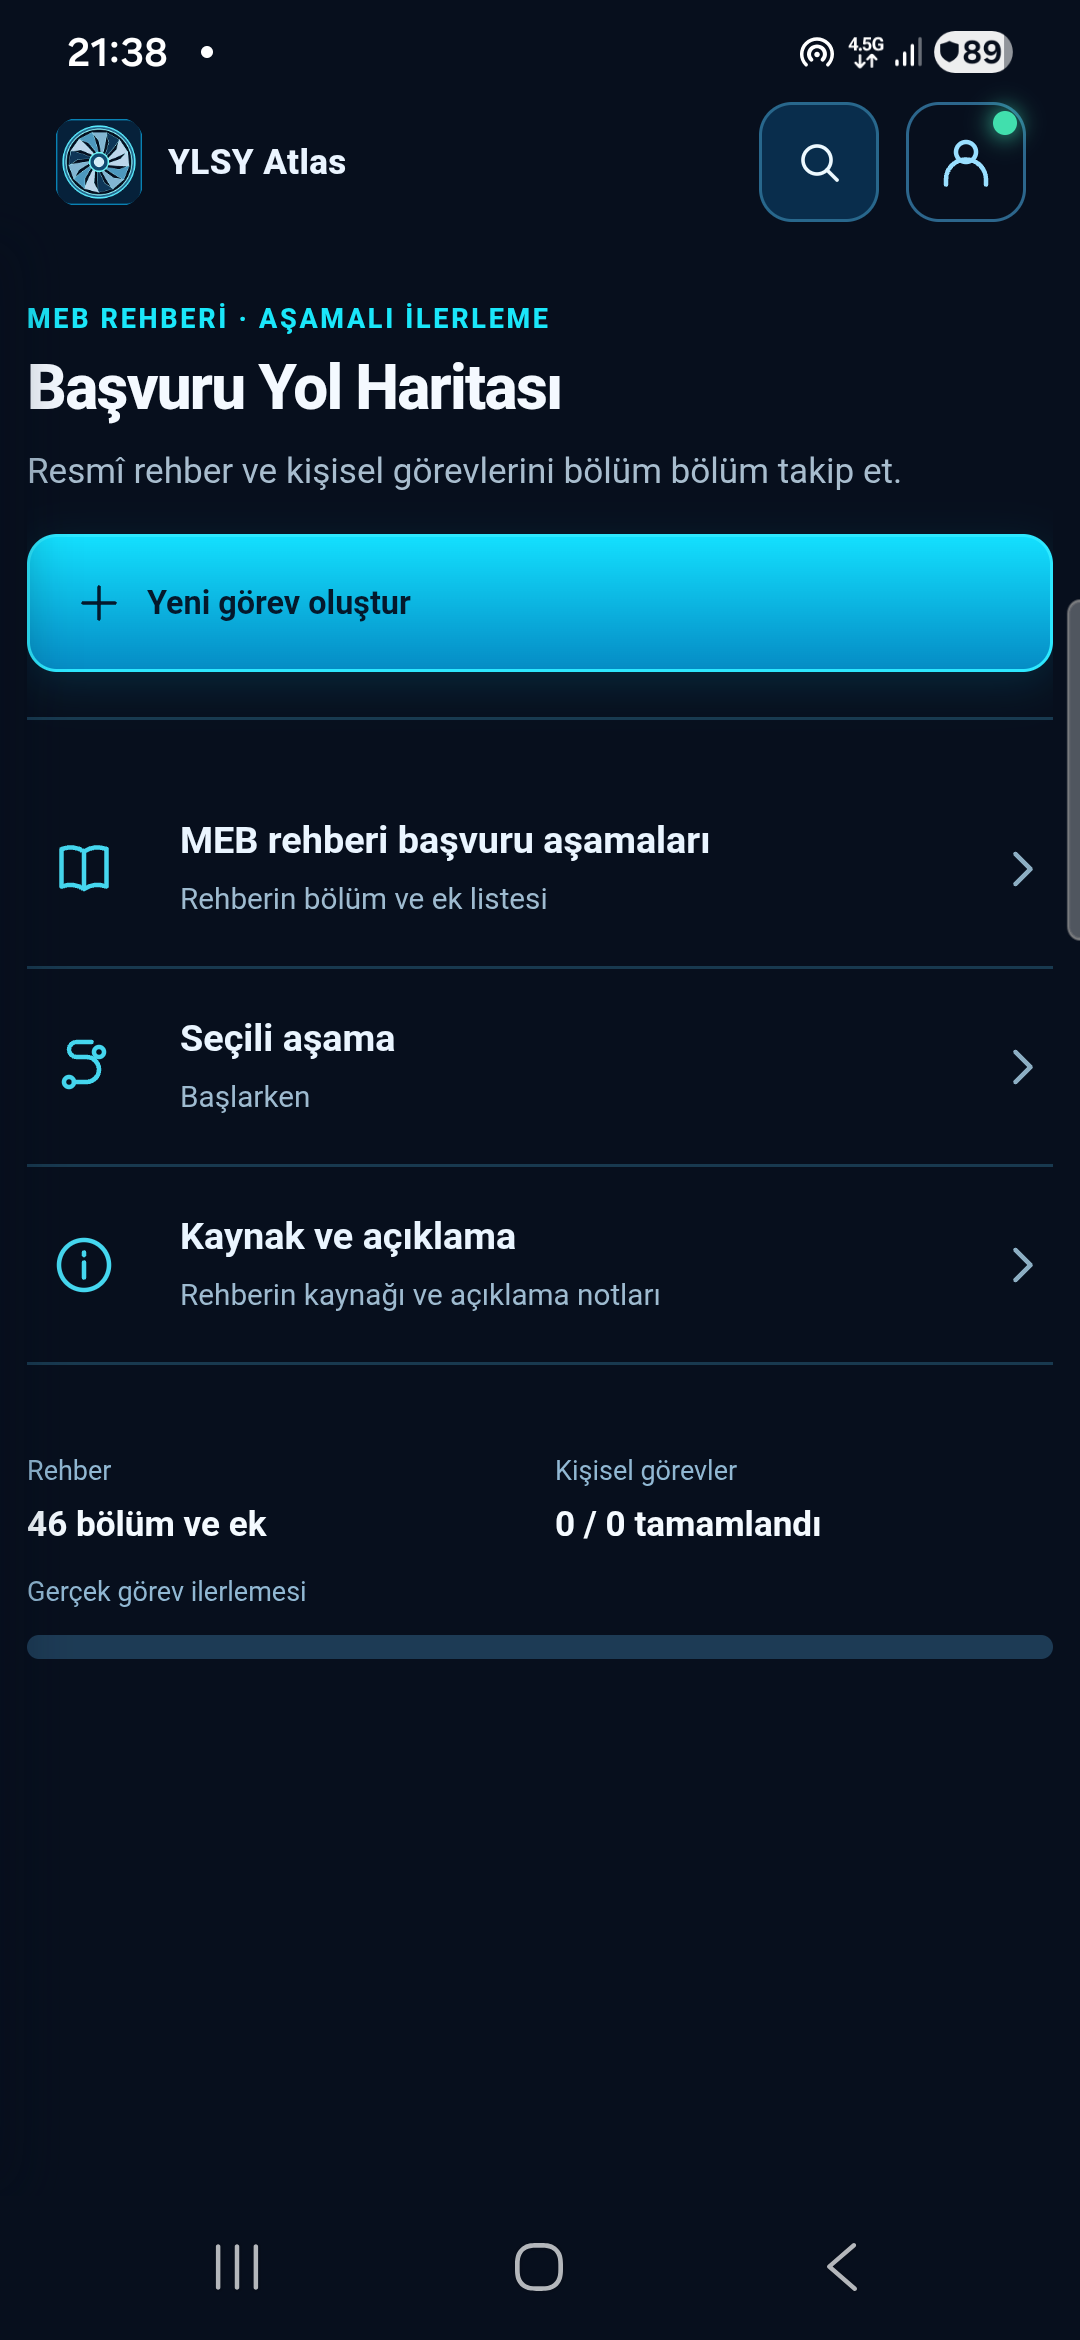 21:38
4.5G
89
YLSY Atlas
MEB REHBERİ · AŞAMALI İLERLEME
Başvuru Yol Haritası
Resmî rehber ve kişisel görevlerini bölüm bölüm takip et.
Yeni görev oluştur
MEB rehberi başvuru aşamaları
Rehberin bölüm ve ek listesi
Seçili aşama
Başlarken
Kaynak ve açıklama
Rehberin kaynağı ve açıklama notları
Rehber
46 bölüm ve ek
Kişisel görevler
0 / 0 tamamlandı
Gerçek görev ilerlemesi